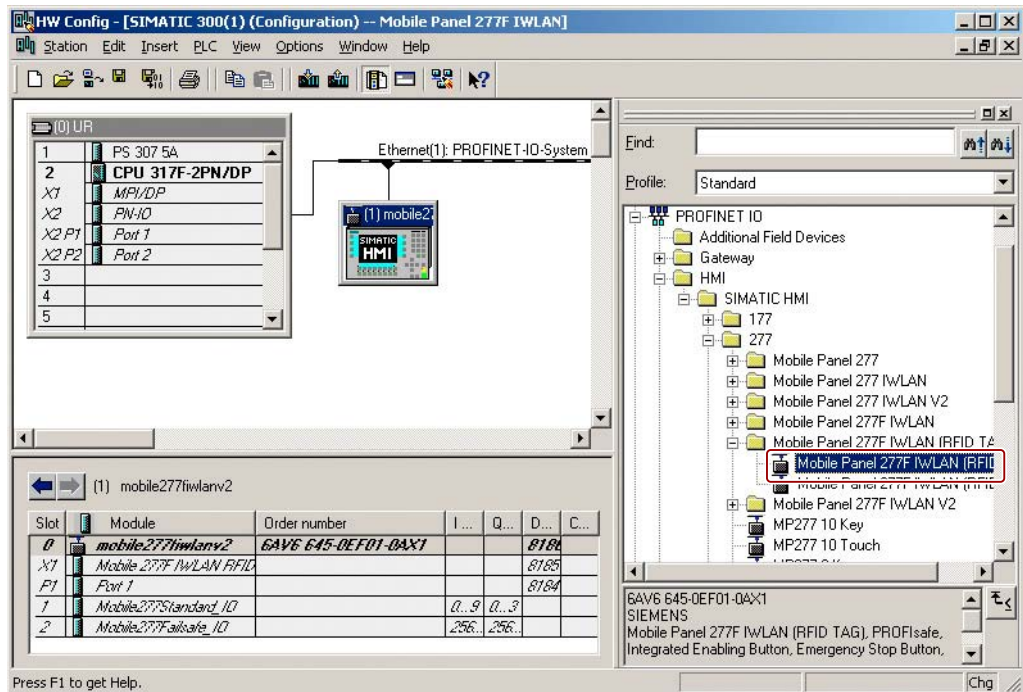 HW Config - [SIMATIC 300(1) (Configuration) -- Mobile Panel 277F IWLAN]
Station Edit Insert PLC View Options Window Help
(0) UR
1 PS 307 5A
2 CPU 317F-2PN/DP
X1 MPI/DP
X2 PN-IO
X2 P1 Port 1
X2 P2 Port 2
3
4
5
Ethernet(1): PROFINET-IO-System
(1) mobile27
SIMATIC
HMI
Find:
Profile: Standard
PROFINET IO
Additional Field Devices
Gateway
HMI
SIMATIC HMI
177
277
Mobile Panel 277
Mobile Panel 277 IWLAN
Mobile Panel 277 IWLAN V2
Mobile Panel 277F IWLAN
Mobile Panel 277F IWLAN (RFID TA
Mobile Panel 277F IWLAN (RFID
Mobile Panel 277F IWLAN (RFID
Mobile Panel 277F IWLAN V2
MP277 10 Key
MP277 10 Touch
(1) mobile277fiwlanv2
Slot Module Order number I ... Q... D... C...
0 mobile277fiwlanv2 6AV6 645-0EF01-0AX1 8186
X1 Mobile 277F IWLAN RFID 8185
P1 Port 1 8184
1 Mobile277Standard_IO 0...9 0...3
2 Mobile277Failsafe_IO 256... 256...
6AV6 645-0EF01-0AX1
SIEMENS
Mobile Panel 277F IWLAN (RFID TAG), PROFIsafe,
Integrated Enabling Button, Emergency Stop Button,
Press F1 to get Help.
Chg